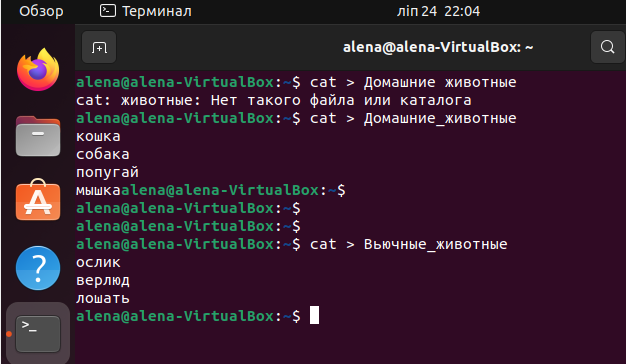 Обзор Терминал ліп 24 22:04
alena@alena-VirtualBox: ~
alena@alena-VirtualBox:~$ cat > Домашние животные
cat: животные: Нет такого файла или каталога
alena@alena-VirtualBox:~$ cat > Домашние_животные
кошка
собака
попугай
мышкаalena@alena-VirtualBox:~$
alena@alena-VirtualBox:~$
alena@alena-VirtualBox:~$
alena@alena-VirtualBox:~$ cat > Вьючные_животные
ослик
верлюд
лошать
alena@alena-VirtualBox:~$